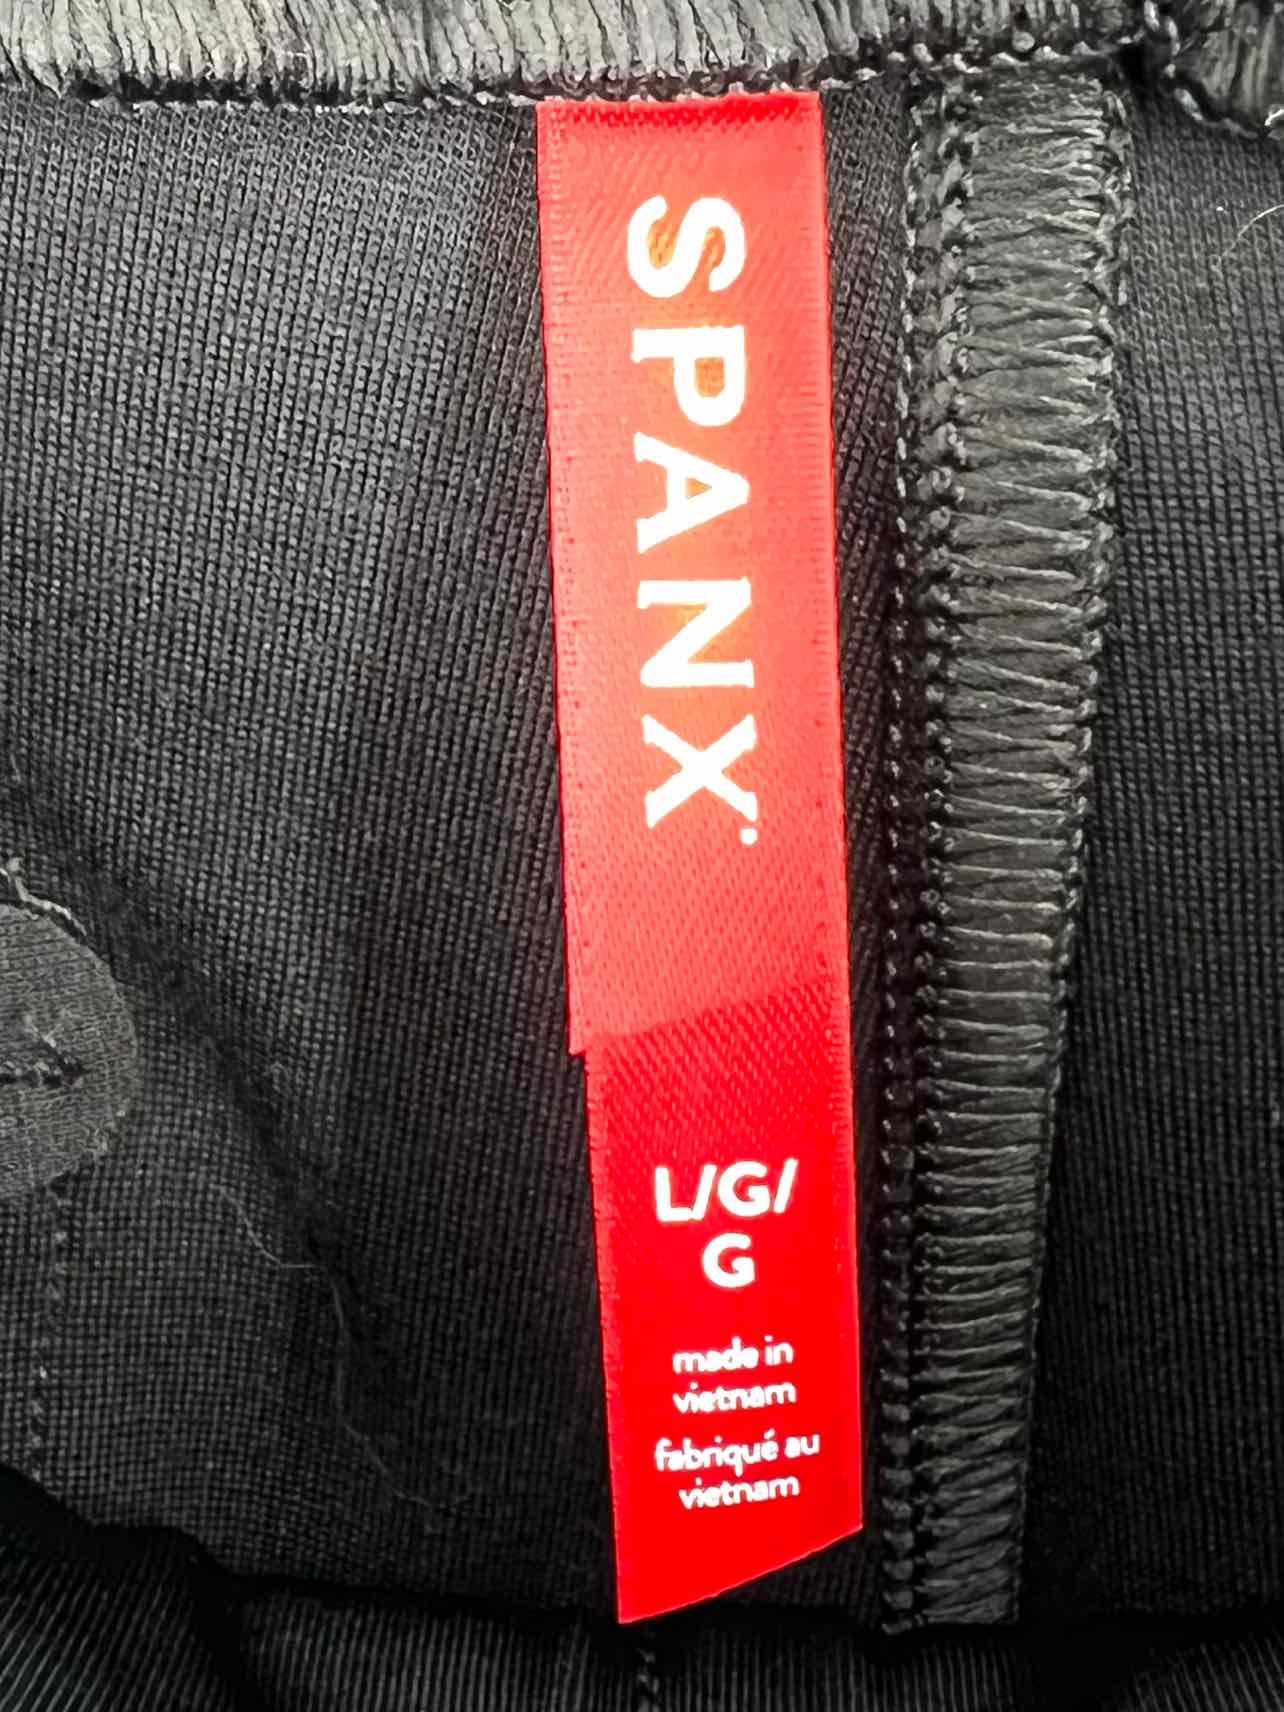 SPANX
L/G/
G
made in
vietnam
fabriqué au
vietnam